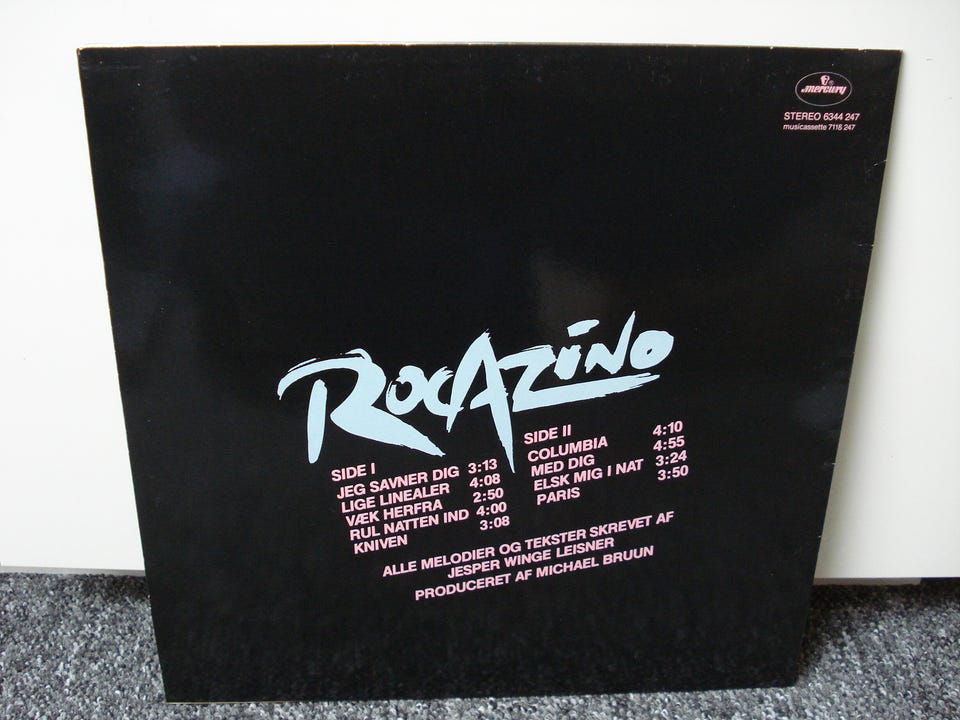 mercury
STEREO 6344 247
musicassette 7116 247
ROCAZINO
SIDE I
JEG SAVNER DIG 3:13
LIGE LINEALER 4:08
VÆK HERFRA 2:50
RUL NATTEN IND 4:00
KNIVEN 3:08
SIDE II
COLUMBIA 4:10
MED DIG 4:55
ELSK MIG I NAT 3:24
PARIS 3:50
ALLE MELODIER OG TEKSTER SKREVET AF
JESPER WINGE LEISNER
PRODUCERET AF MICHAEL BRUUN